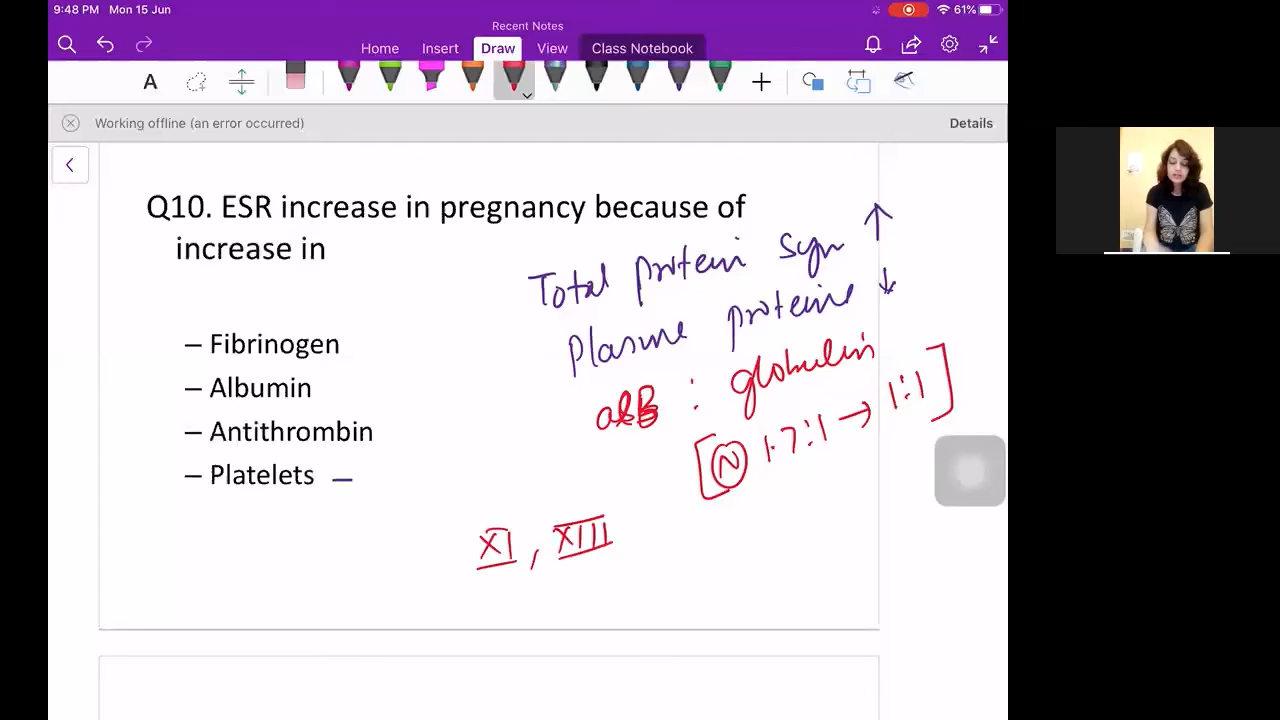 9:48 PM Mon 15 Jun
61%
Recent Notes
Home Insert Draw View Class Notebook
A
Working offline (an error occurred) Details
Q10. ESR increase in pregnancy because of
increase in
Total protein syn ↑
Plasma proteins ↓
– Fibrinogen
– Albumin
– Antithrombin
– Platelets –
alb : globulin
[N 1.7:1 → 1:1]
XI, XIII